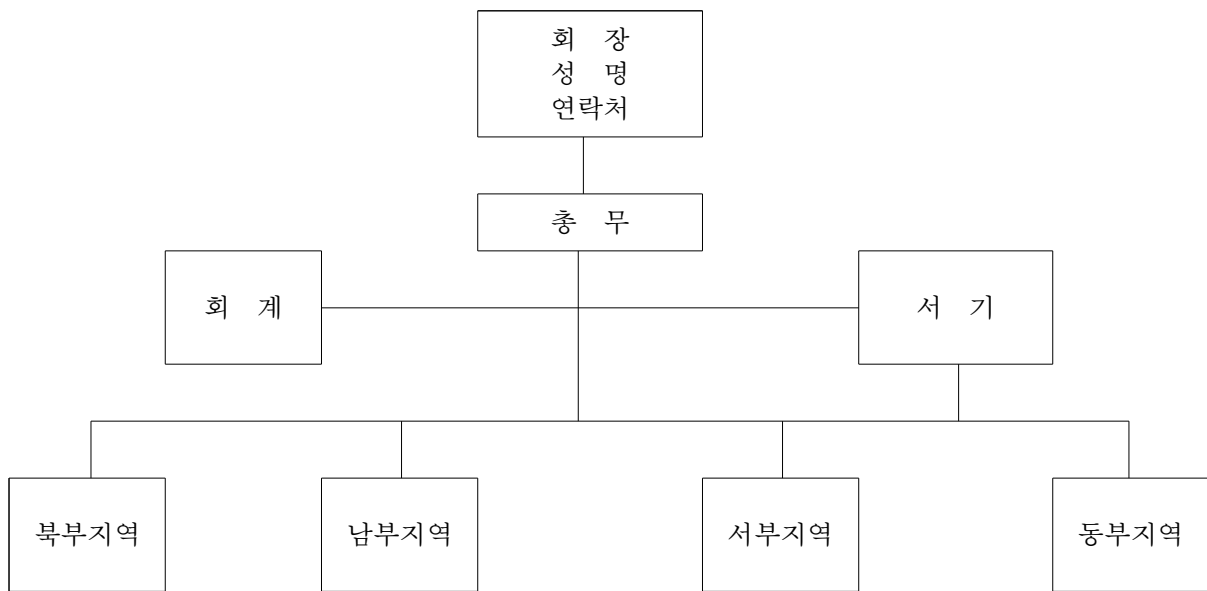 회 장
성 명
연락처
총 무
회 계
서 기
북부지역
남부지역
서부지역
동부지역